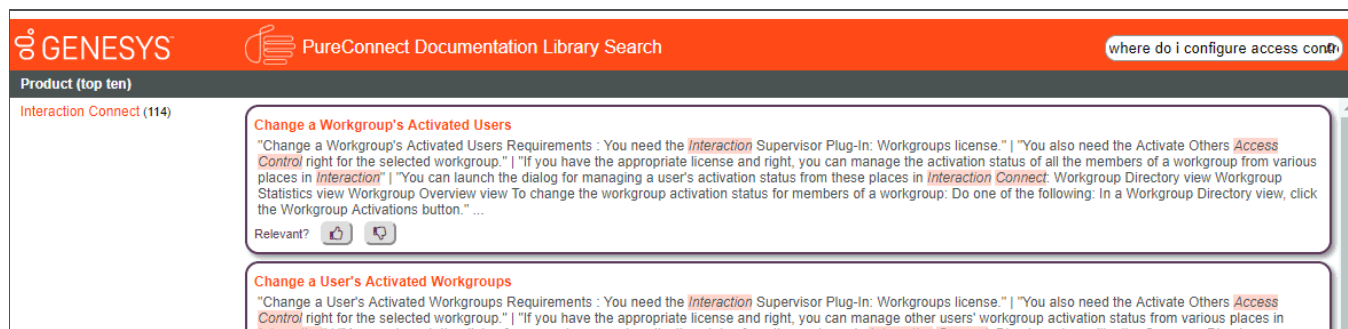 GENESYS™
PureConnect Documentation Library Search
where do i configure access contr
Product (top ten)
Interaction Connect (114)
Change a Workgroup's Activated Users
"Change a Workgroup's Activated Users Requirements : You need the Interaction Supervisor Plug-In: Workgroups license." | "You also need the Activate Others Access
Control right for the selected workgroup." | "If you have the appropriate license and right, you can manage the activation status of all the members of a workgroup from various
places in Interaction" | "You can launch the dialog for managing a user's activation status from these places in Interaction Connect: Workgroup Directory view Workgroup
Statistics view Workgroup Overview view To change the workgroup activation status for members of a workgroup: Do one of the following: In a Workgroup Directory view, click
the Workgroup Activations button." ...
Relevant?
Change a User's Activated Workgroups
"Change a User's Activated Workgroups Requirements : You need the Interaction Supervisor Plug-In: Workgroups license." | "You also need the Activate Others Access
Control right for the selected workgroup." | "If you have the appropriate license and right, you can manage other users' workgroup activation status from various places in